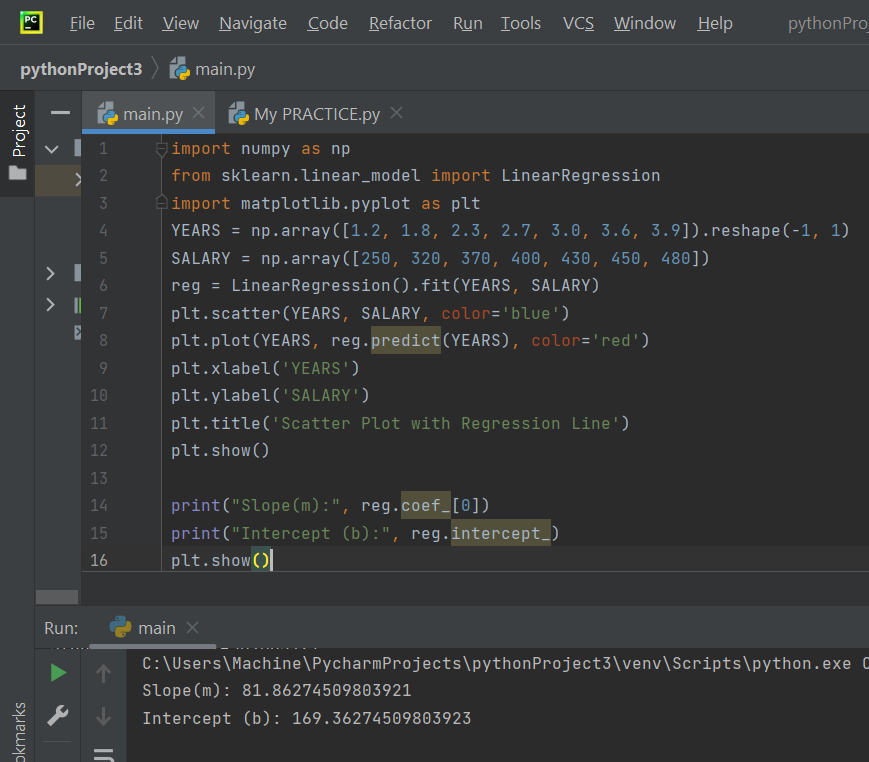 PC File Edit View Navigate Code Refactor Run Tools VCS Window Help pythonProj
pythonProject3 main.py
Project
main.py My PRACTICE.py
1 import numpy as np
2 from sklearn.linear_model import LinearRegression
3 import matplotlib.pyplot as plt
4 YEARS = np.array([1.2, 1.8, 2.3, 2.7, 3.0, 3.6, 3.9]).reshape(-1, 1)
5 SALARY = np.array([250, 320, 370, 400, 430, 450, 480])
6 reg = LinearRegression().fit(YEARS, SALARY)
7 plt.scatter(YEARS, SALARY, color='blue')
8 plt.plot(YEARS, reg.predict(YEARS), color='red')
9 plt.xlabel('YEARS')
10 plt.ylabel('SALARY')
11 plt.title('Scatter Plot with Regression Line')
12 plt.show()
13
14 print("Slope(m):", reg.coef_[0])
15 print("Intercept (b):", reg.intercept_)
16 plt.show()
Run: main
C:\Users\Machine\PycharmProjects\pythonProject3\venv\Scripts\python.exe C
Slope(m): 81.86274509803921
Intercept (b): 169.36274509803923
okmarks